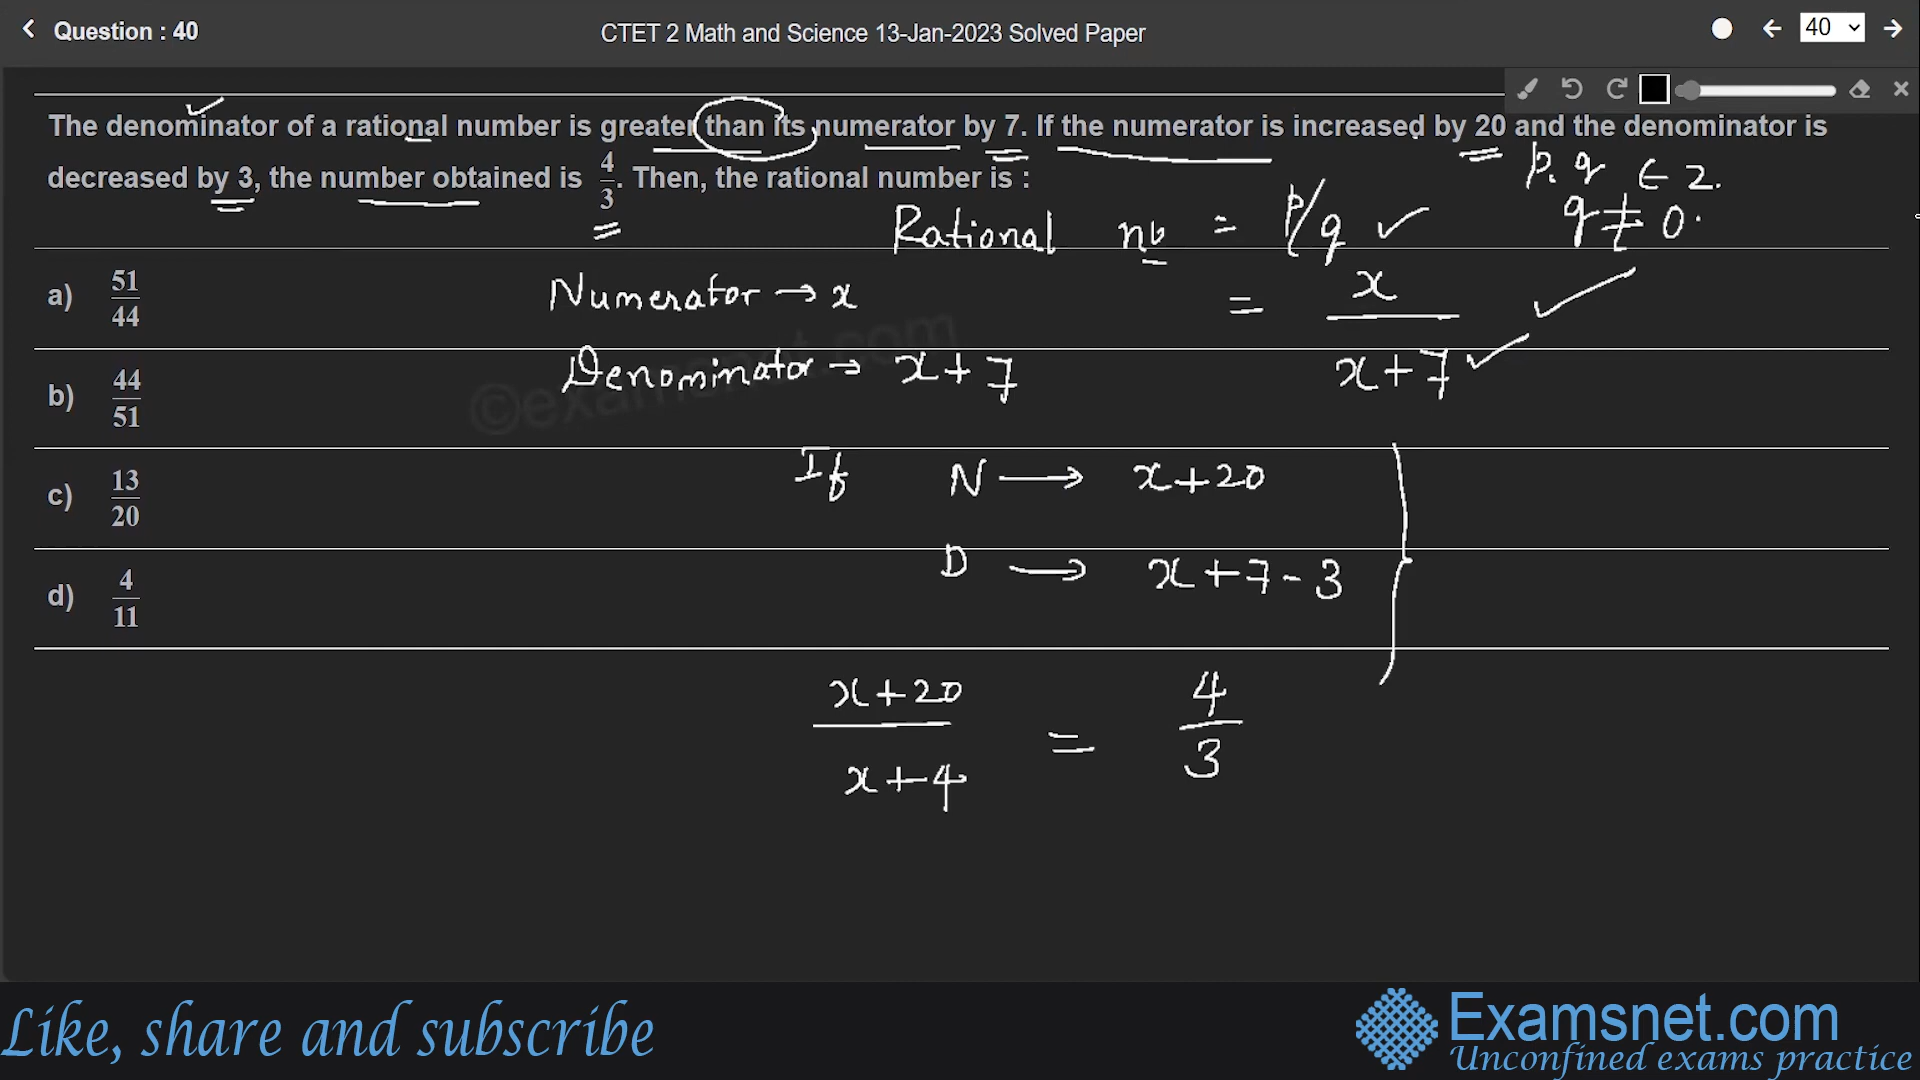 Question : 40
CTET 2 Math and Science 13-Jan-2023 Solved Paper
40
The denominator of a rational number is greater than its numerator by 7. If the numerator is increased by 20 and the denominator is
decreased by 3, the number obtained is 4/3. Then, the rational number is :
p, q ∈ Z.
q ≠ 0.
Rational no = p/q ✓
a) 51/44
Numerator → x
= x/(x+7)
b) 44/51
Denominator → x+7
©examsnet.com
c) 13/20
If N → x+20
d) 4/11
D → x+7-3
(x+20)/(x+4) = 4/3
Like, share and subscribe
Examsnet.com
Unconfined exams practice